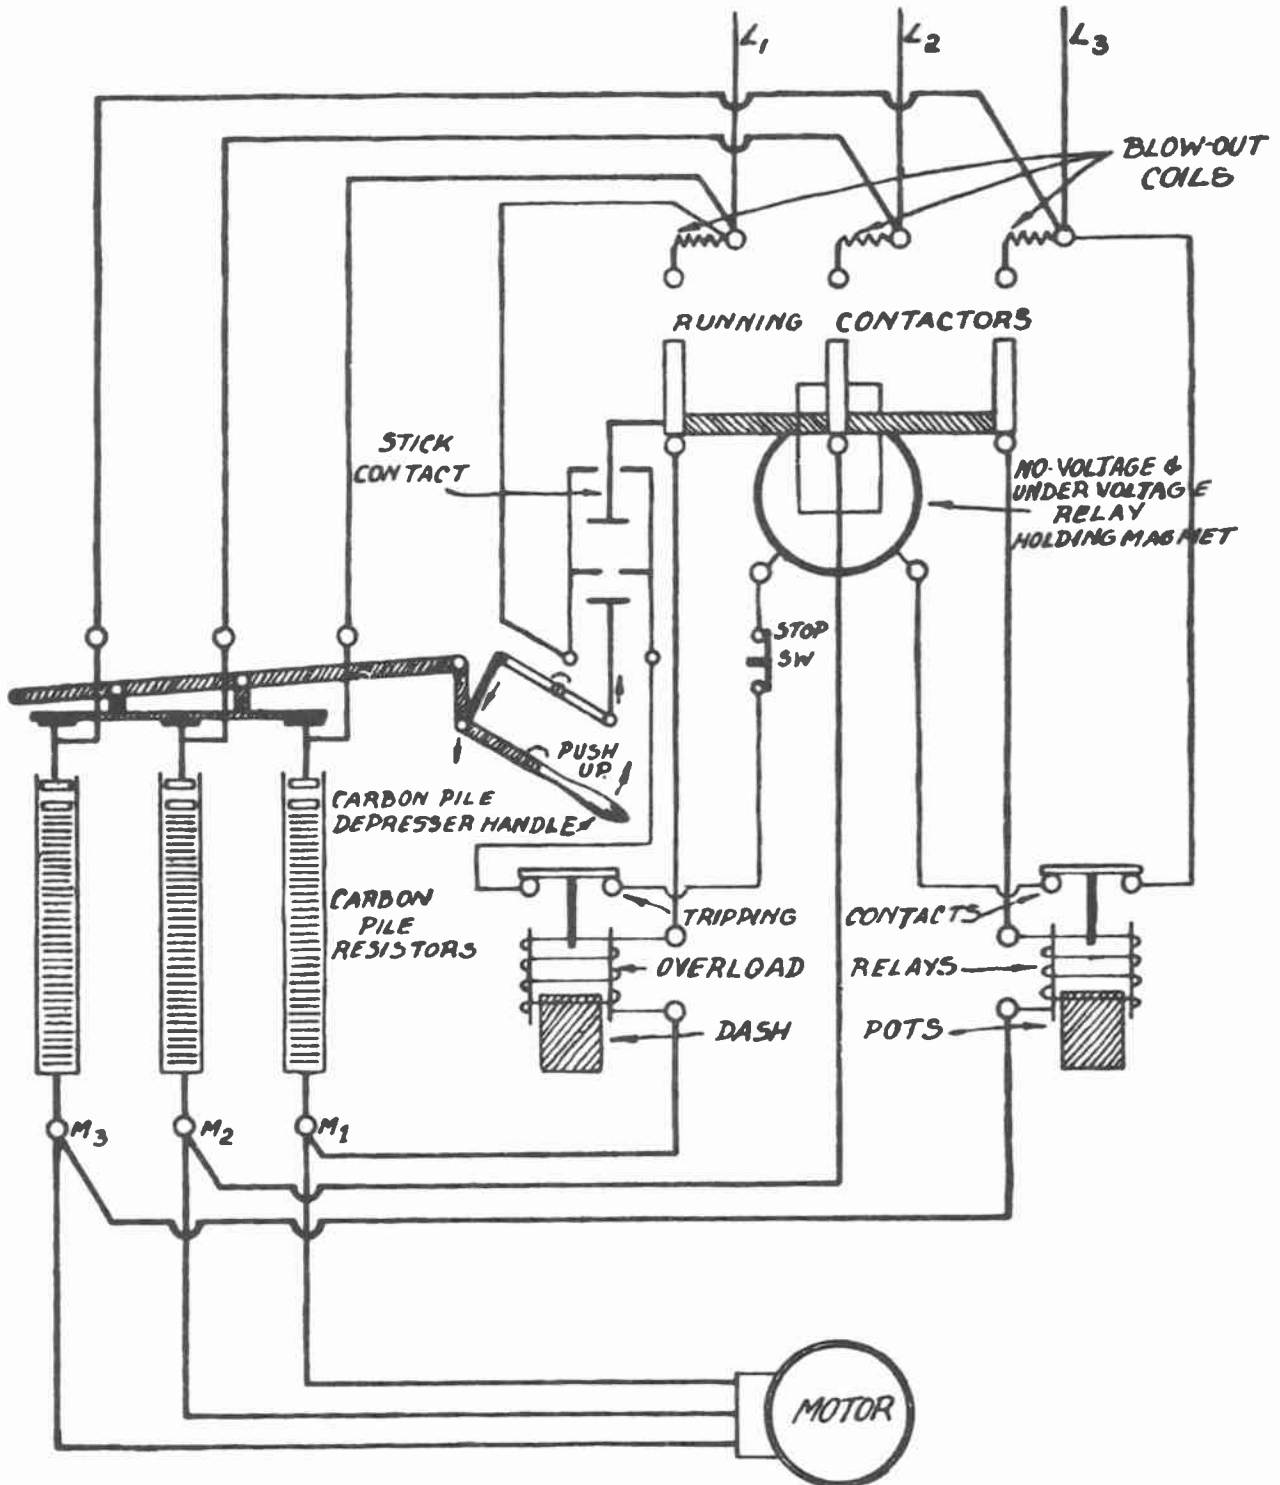 L1
L2
L3
BLOW-OUT
COILS
RUNNING CONTACTORS
STICK
CONTACT
NO-VOLTAGE &
UNDER VOLTAGE
RELAY
HOLDING MAGNET
STOP
SW
PUSH
UP
CARBON PILE
DEPRESSER HANDLE
CARBON
PILE
RESISTORS
TRIPPING CONTACTS
OVERLOAD RELAYS
DASH POTS
M3
M2
M1
MOTOR